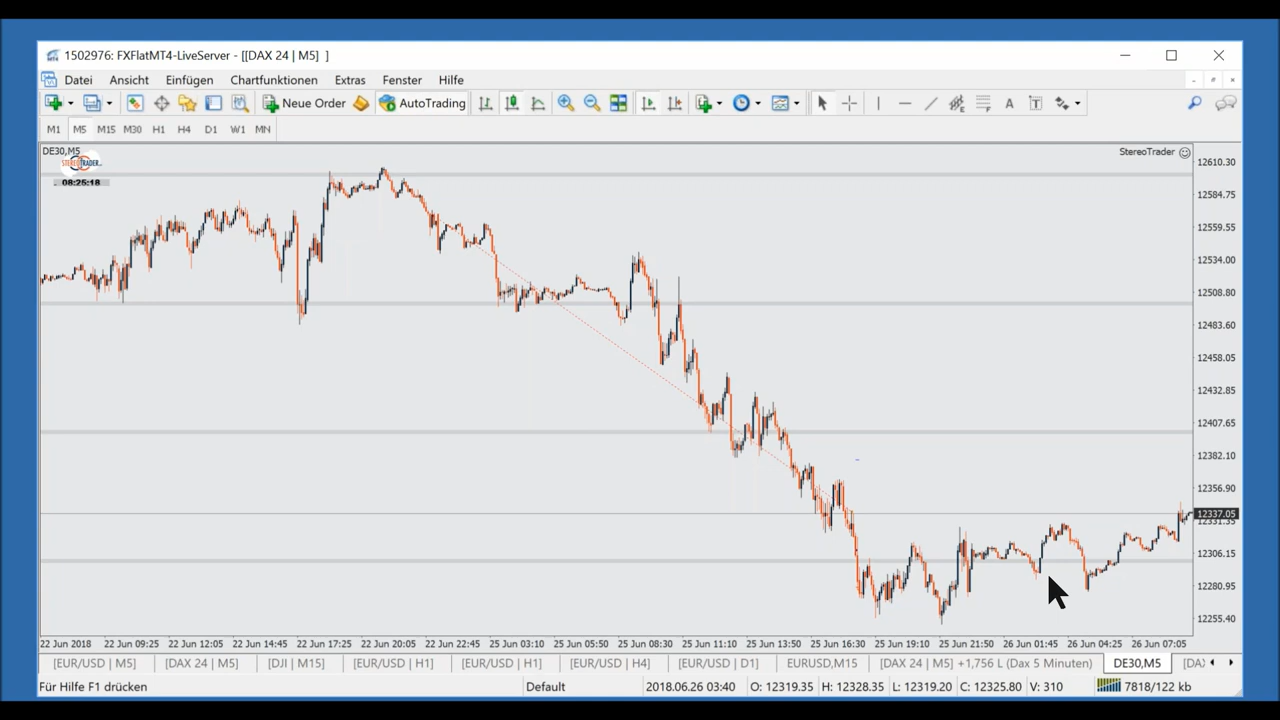 1502976: FXFlatMT4-LiveServer - [[DAX 24 | M5] ]
Datei Ansicht Einfügen Chartfunktionen Extras Fenster Hilfe
Neue Order AutoTrading A T
M1 M5 M15 M30 H1 H4 D1 W1 MN
DE30,M5
StereoTrader
STEREOTRADER
08:25:18
12610.30
12584.75
12559.55
12534.00
12508.80
12483.60
12458.05
12432.85
12407.65
12382.10
12356.90
12337.05
12331.35
12306.15
12280.95
12255.40
22 Jun 2018 22 Jun 09:25 22 Jun 12:05 22 Jun 14:45 22 Jun 17:25 22 Jun 20:05 22 Jun 22:45 25 Jun 03:10 25 Jun 05:50 25 Jun 08:30 25 Jun 11:10 25 Jun 13:50 25 Jun 16:30 25 Jun 19:10 25 Jun 21:50 26 Jun 01:45 26 Jun 04:25 26 Jun 07:05
[EUR/USD | M5] [DAX 24 | M5] [DJI | M15] [EUR/USD | H1] [EUR/USD | H1] [EUR/USD | H4] [EUR/USD | D1] EURUSD,M15 [DAX 24 | M5] +1,756 L (Dax 5 Minuten) DE30,M5 [DA
Für Hilfe F1 drücken Default 2018.06.26 03:40 O: 12319.35 H: 12328.35 L: 12319.20 C: 12325.80 V: 310 7818/122 kb